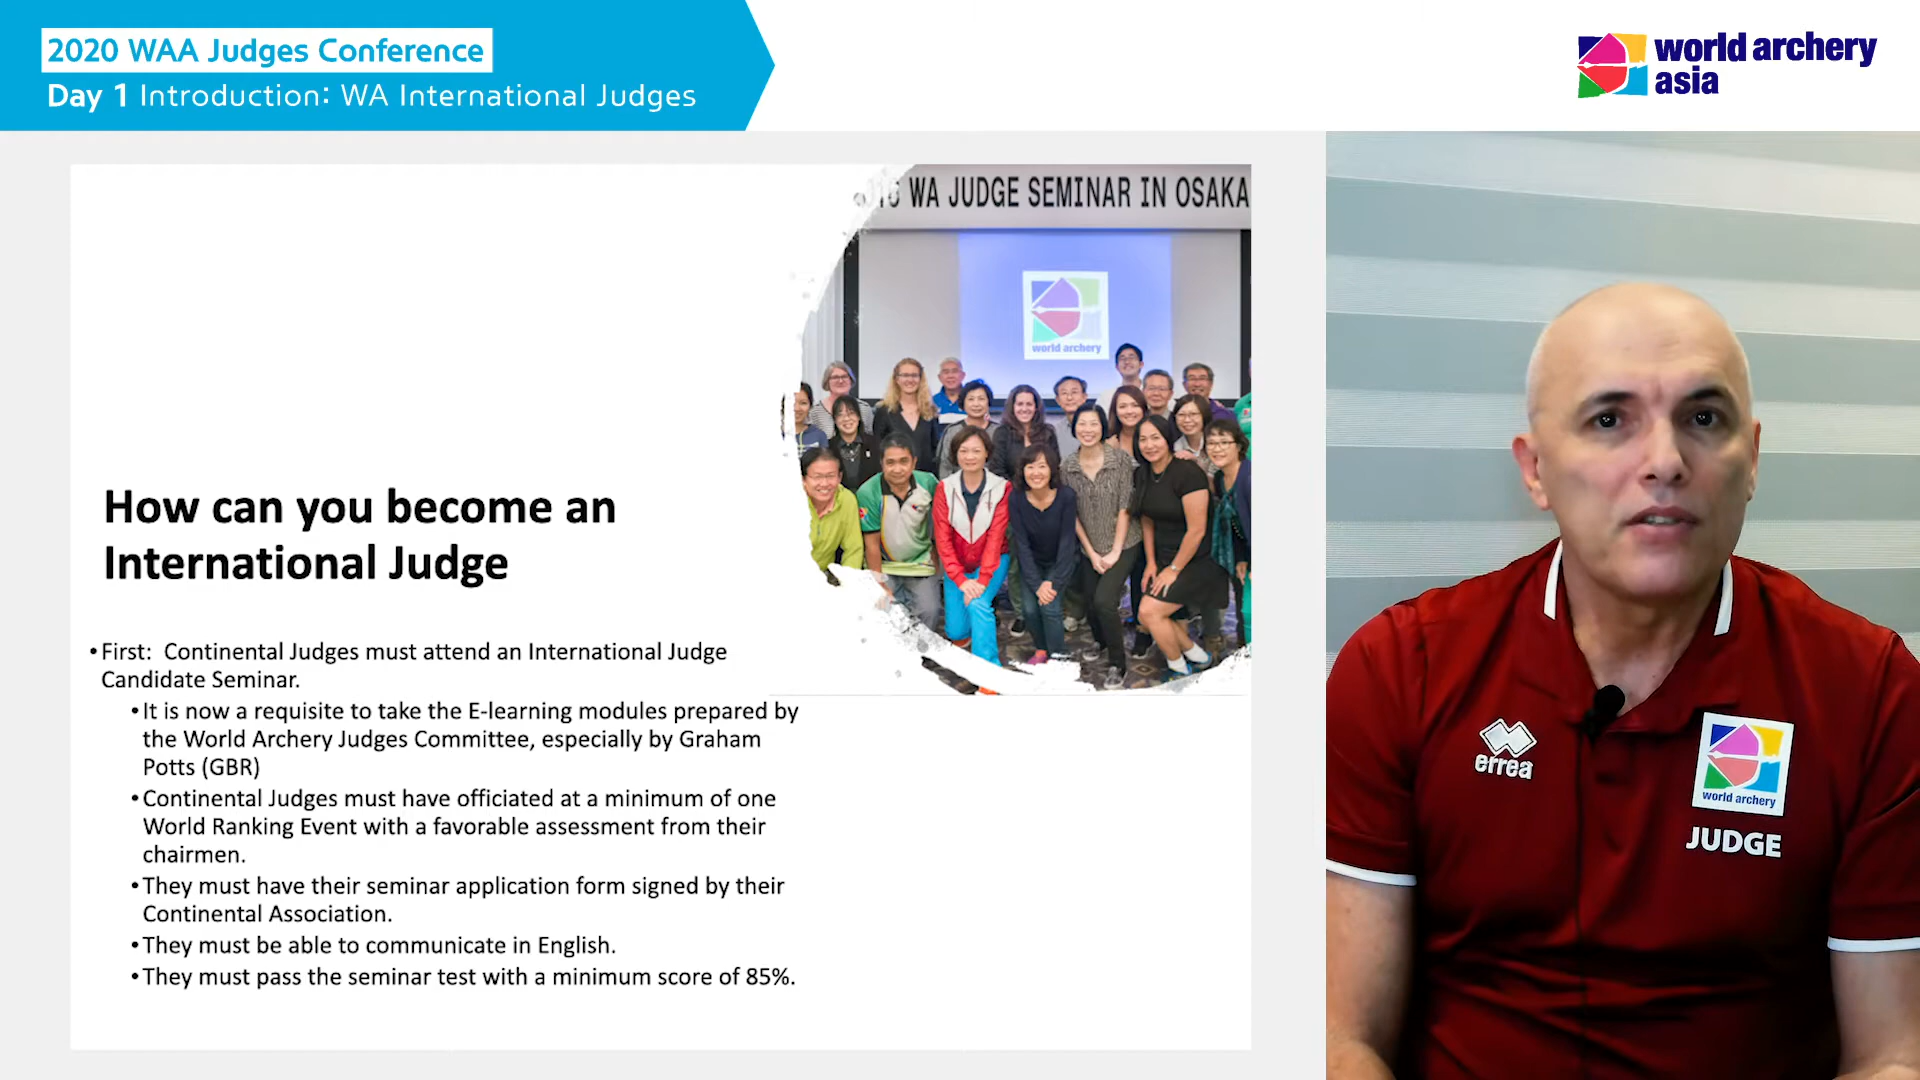 2020 WAA Judges Conference
Day 1 Introduction: WA International Judges
world archery
asia
WA JUDGE SEMINAR IN OSAKA
world archery
How can you become an
International Judge
• First:  Continental Judges must attend an International Judge
Candidate Seminar.
• It is now a requisite to take the E-learning modules prepared by
the World Archery Judges Committee, especially by Graham
Potts (GBR)
• Continental Judges must have officiated at a minimum of one
World Ranking Event with a favorable assessment from their
chairmen.
• They must have their seminar application form signed by their
Continental Association.
• They must be able to communicate in English.
• They must pass the seminar test with a minimum score of 85%.
errea
world archery
JUDGE